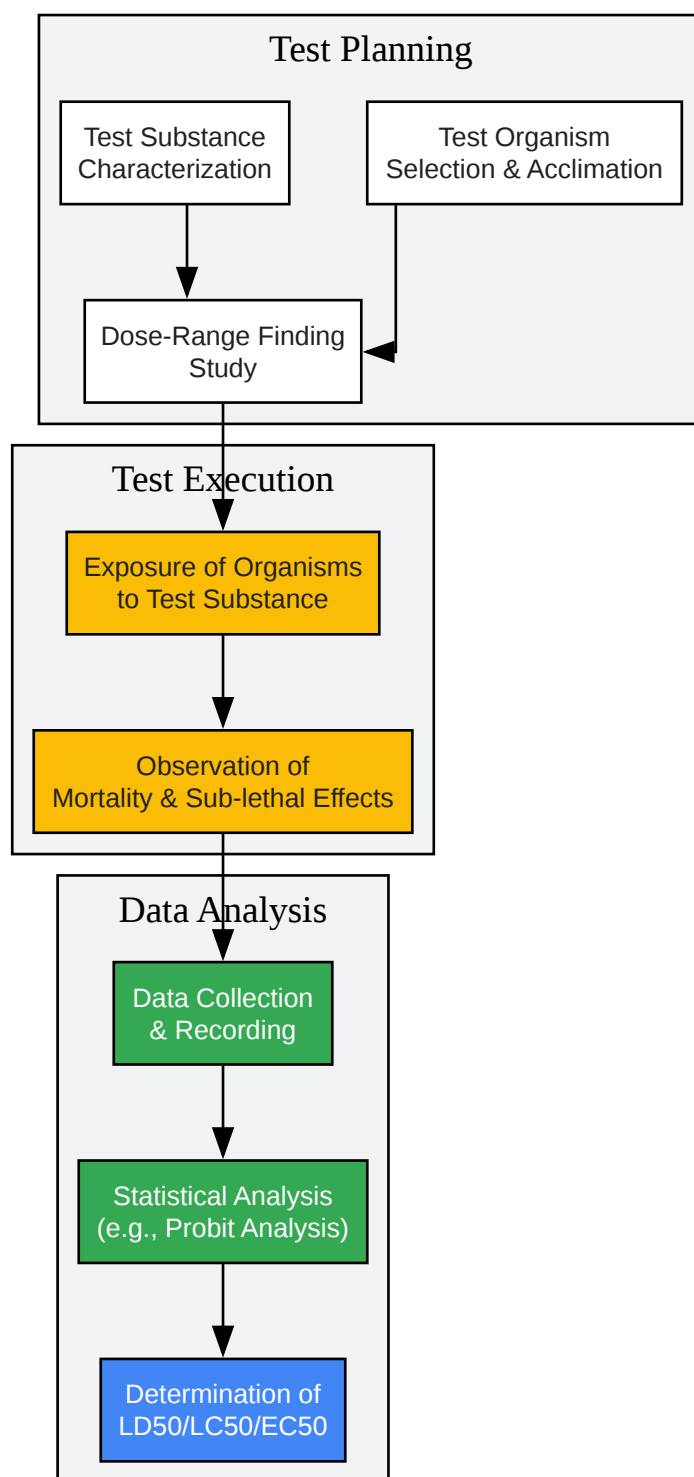 Test Planning
Test Substance
Characterization
Test Organism
Selection & Acclimation
Dose-Range Finding
Study
Test Execution
Exposure of Organisms
to Test Substance
Observation of
Mortality & Sub-lethal Effects
Data Analysis
Data Collection
& Recording
Statistical Analysis
(e.g., Probit Analysis)
Determination of
LD50/LC50/EC50